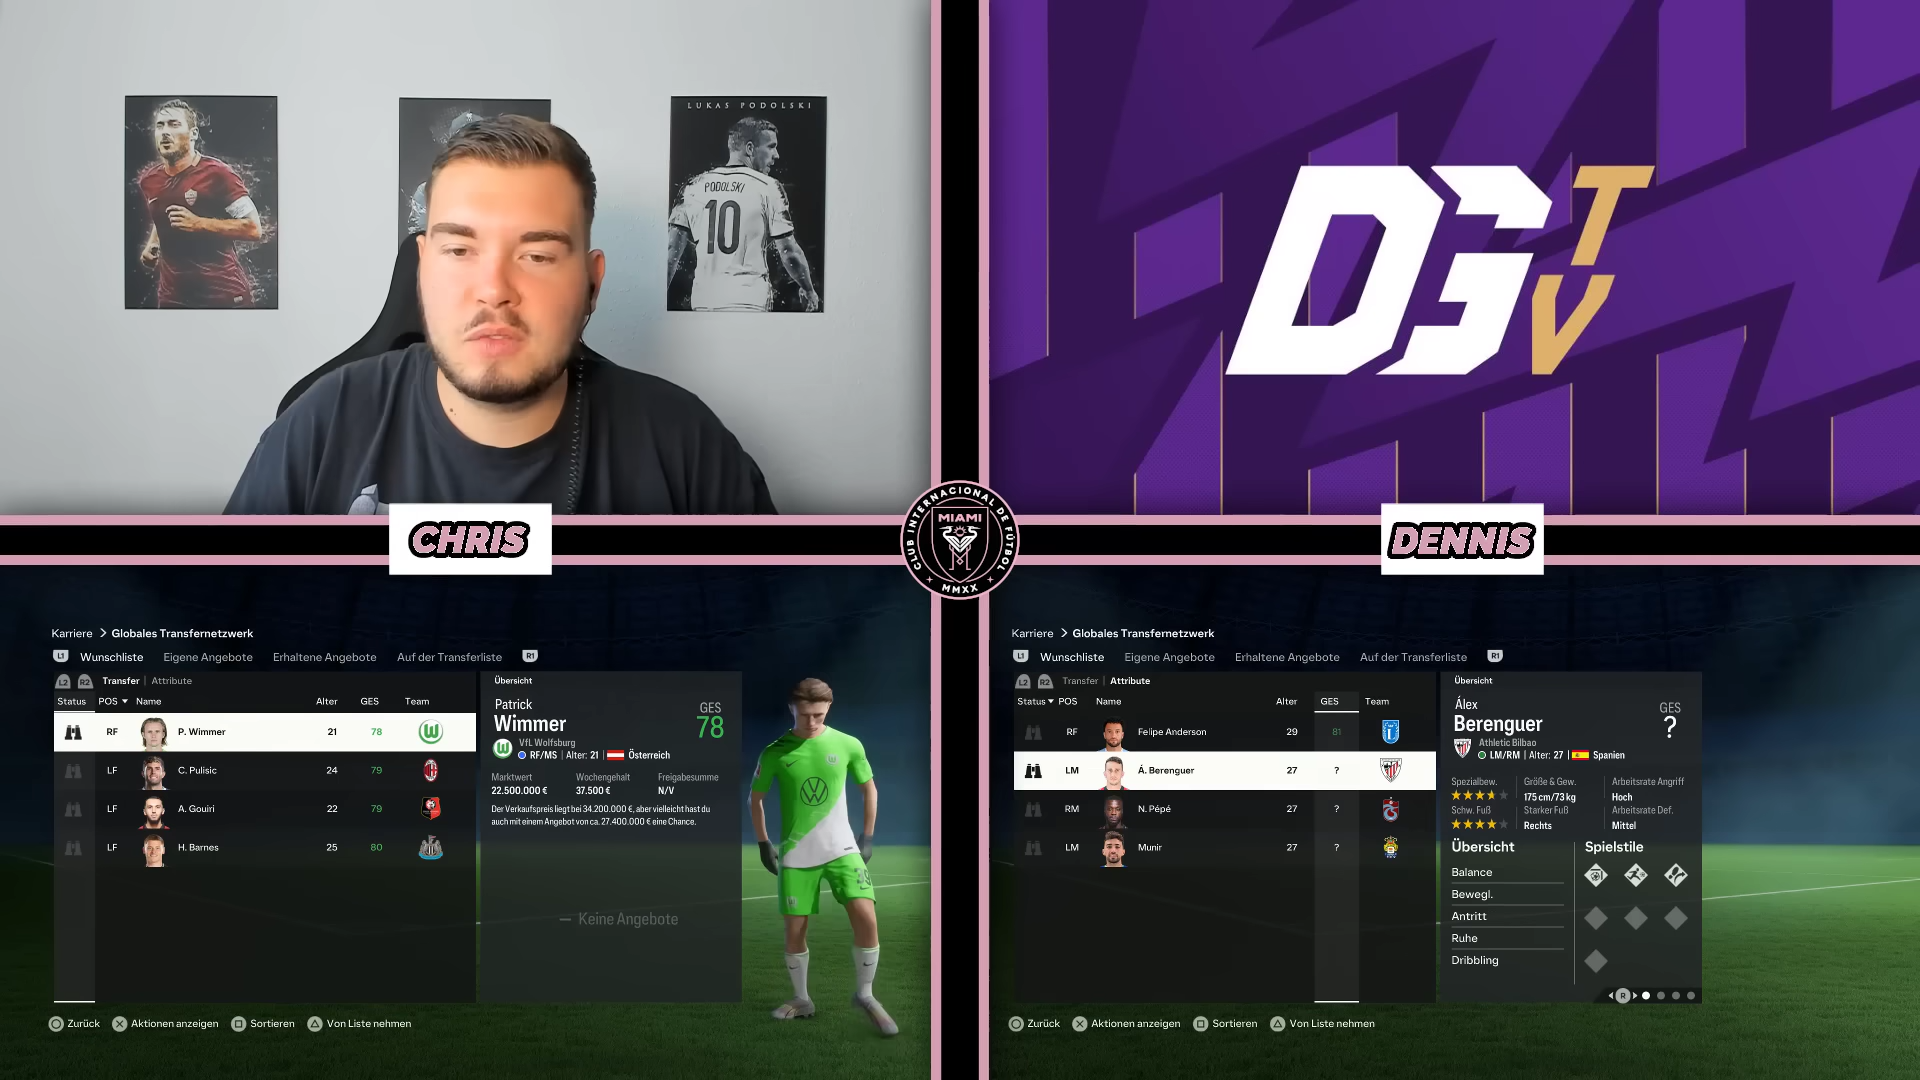 LUKAS PODOLSKI
PODOLSKI
10
DG
TV
CHRIS
CLUB INTERNACIONAL DE FÚTBOL
MIAMI
MMXX
DENNIS
Karriere > Globales Transfernetzwerk
L1 Wunschliste Eigene Angebote Erhaltene Angebote Auf der Transferliste R1
L2 R2 Transfer | Attribute
Status POS Name Alter GES Team
RF P. Wimmer 21 78
LF C. Pulisic 24 79
LF A. Gouiri 22 79
LF H. Barnes 25 80
Übersicht
Patrick
Wimmer
GES
78
VfL Wolfsburg
RF/MS | Alter: 21 | Österreich
Marktwert Wochengehalt Freigabesumme
22.500.000 € 37.500 € N/V
Der Verkaufspreis liegt bei 34.200.000 €, aber vielleicht hast du
auch mit einem Angebot von ca. 27.400.000 € eine Chance.
— Keine Angebote
Zurück Aktionen anzeigen Sortieren Von Liste nehmen
Karriere > Globales Transfernetzwerk
L1 Wunschliste Eigene Angebote Erhaltene Angebote Auf der Transferliste R1
L2 R2 Transfer | Attribute
Status POS Name Alter GES Team
RF Felipe Anderson 29 81
LM Á. Berenguer 27 ?
RM N. Pépé 27 ?
LM Munir 27 ?
Übersicht
Álex
Berenguer
GES
?
Athletic Bilbao
LM/RM | Alter: 27 | Spanien
Spezialbew. Größe & Gew. Arbeitsrate Angriff
175 cm/73 kg Hoch
Schw. Fuß Starker Fuß Arbeitsrate Def.
Rechts Mittel
Übersicht Spielstile
Balance
Bewegl.
Antritt
Ruhe
Dribbling
R
Zurück Aktionen anzeigen Sortieren Von Liste nehmen